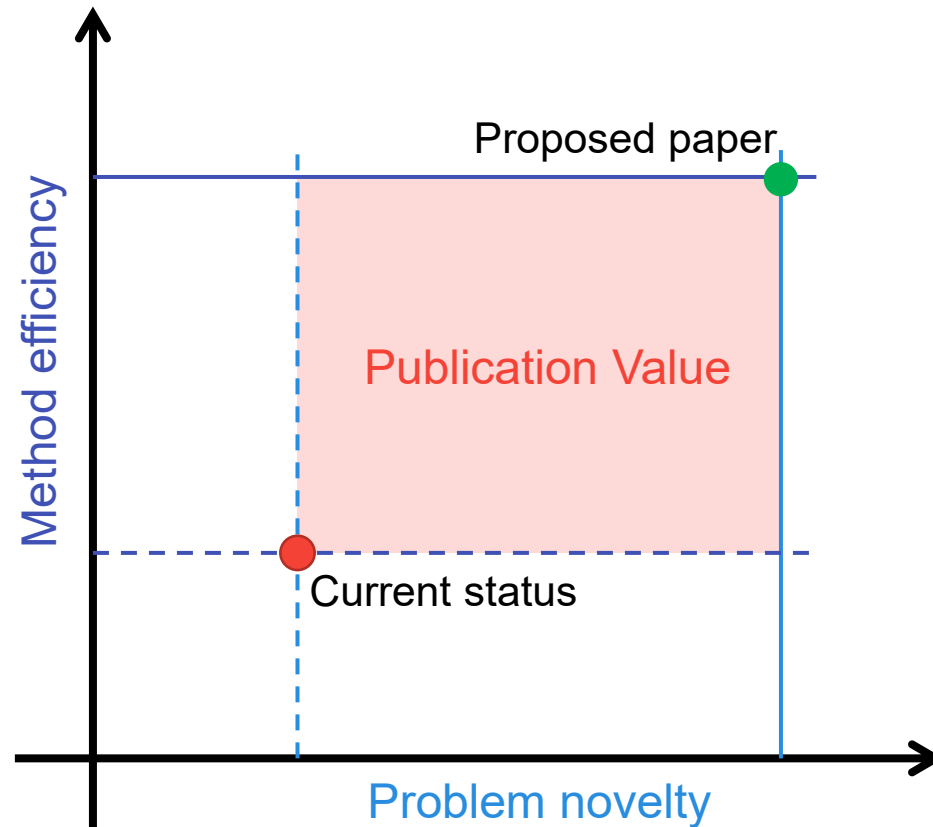 Proposed paper
Method efficiency
Publication Value
Current status
Problem novelty